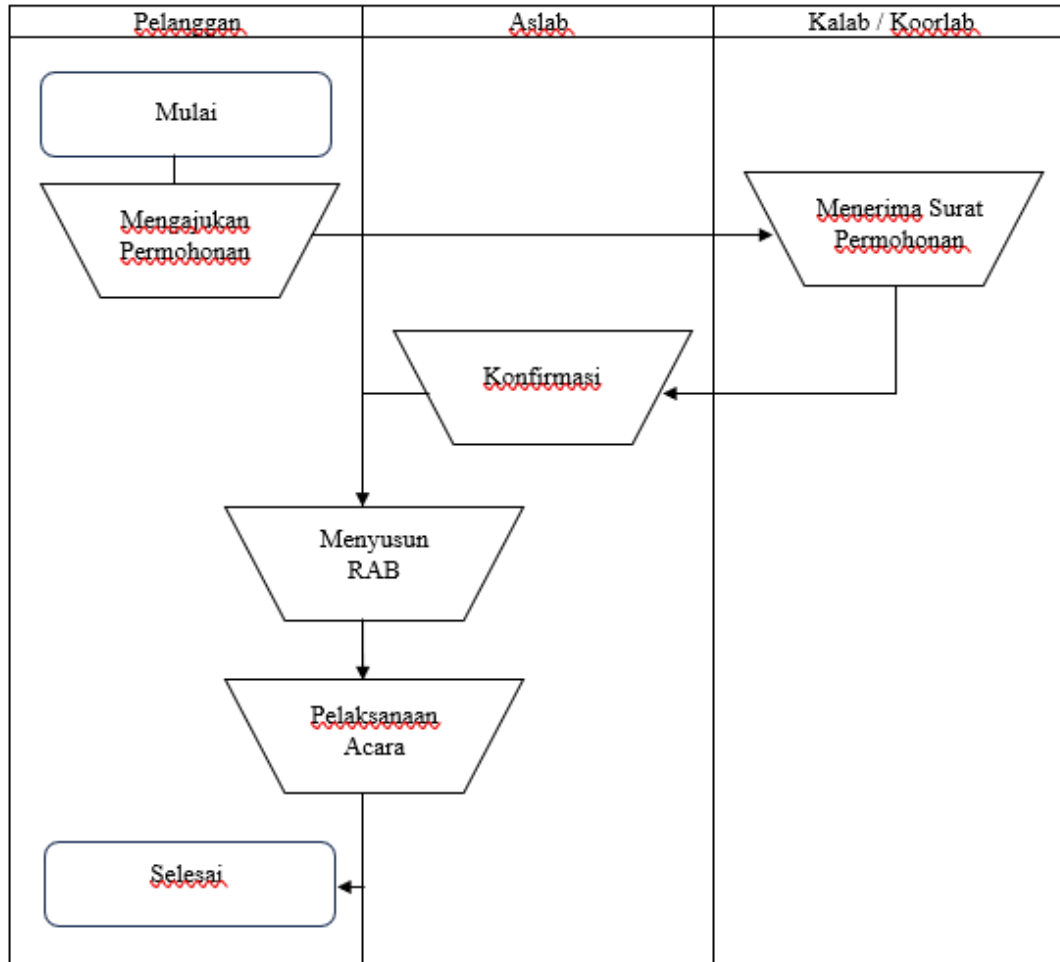 Pelanggan
Aslab
Kalab / Koorlab
Mulai
Mengajukan
Permohonan
Menerima Surat
Permohonan
Konfirmasi
Menyusun
RAB
Pelaksanaan
Acara
Selesai